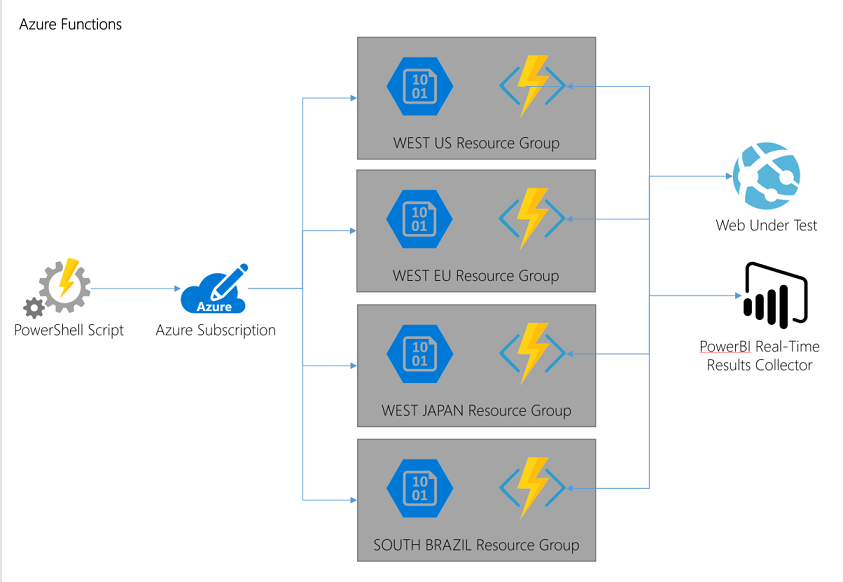 Azure Functions
10
01
WEST US Resource Group
10
01
WEST EU Resource Group
Web Under Test
Azure
PowerShell Script
Azure Subscription
10
01
WEST JAPAN Resource Group
PowerBI Real-Time
Results Collector
10
01
SOUTH BRAZIL Resource Group